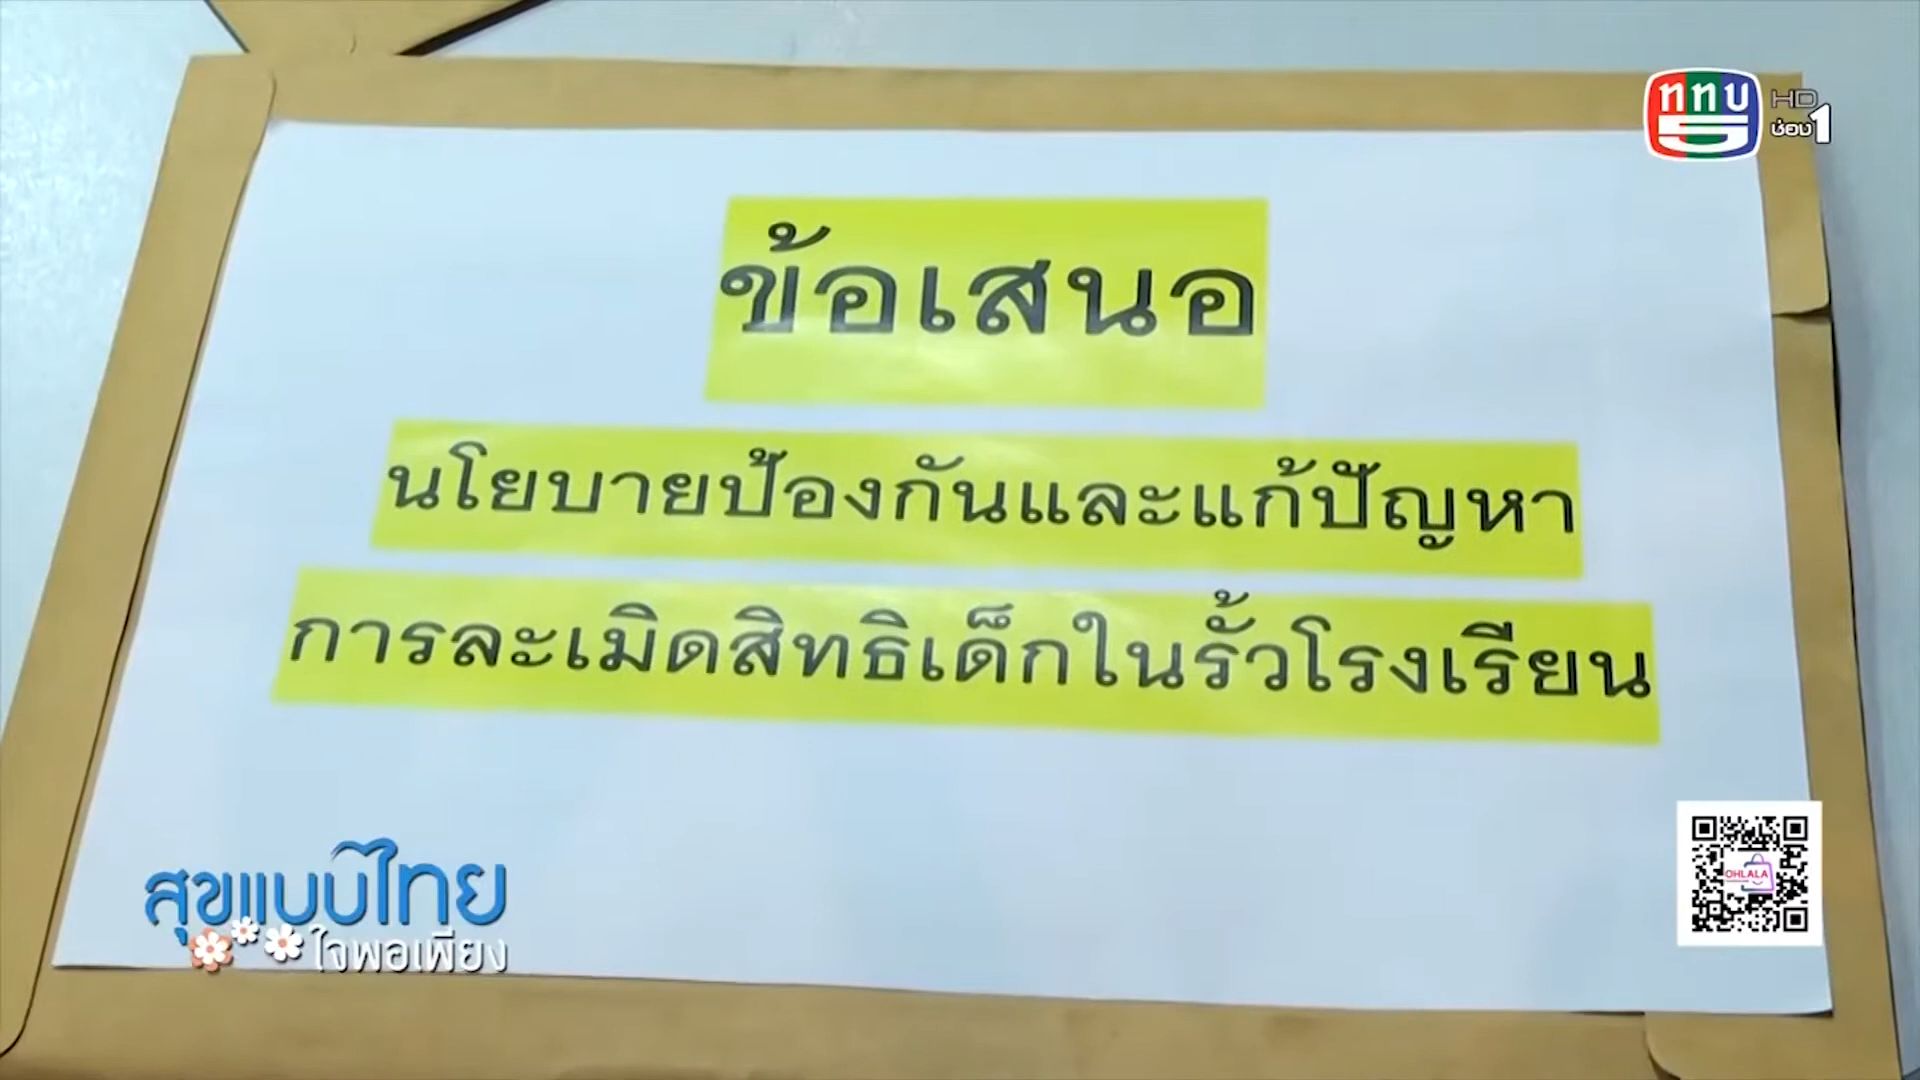 ททบ 5 HD
ช่อง 1
ข้อเสนอ
นโยบายป้องกันและแก้ปัญหา
การละเมิดสิทธิเด็กในรั้วโรงเรียน
สุขแบบไทย
ใจพอเพียง
OHLALA